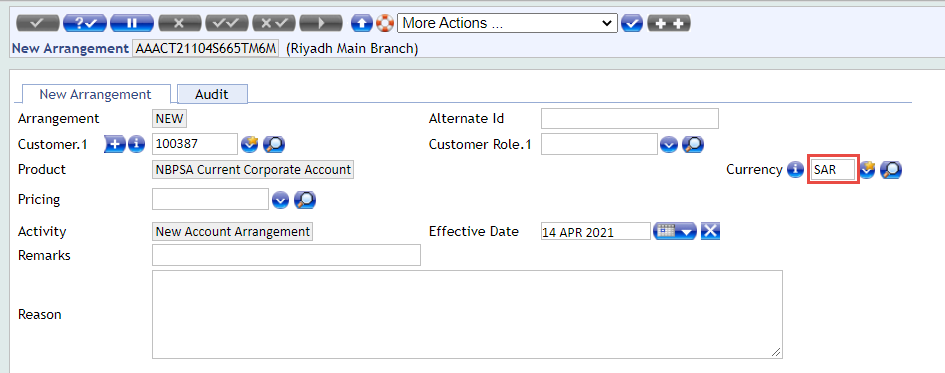 More Actions ...
New Arrangement AAACT21104S665TM6M (Riyadh Main Branch)
New Arrangement Audit
Arrangement NEW Alternate Id
Customer.1 100387 Customer Role.1
Product NBPSA Current Corporate Account Currency SAR
Pricing
Activity New Account Arrangement Effective Date 14 APR 2021
Remarks
Reason